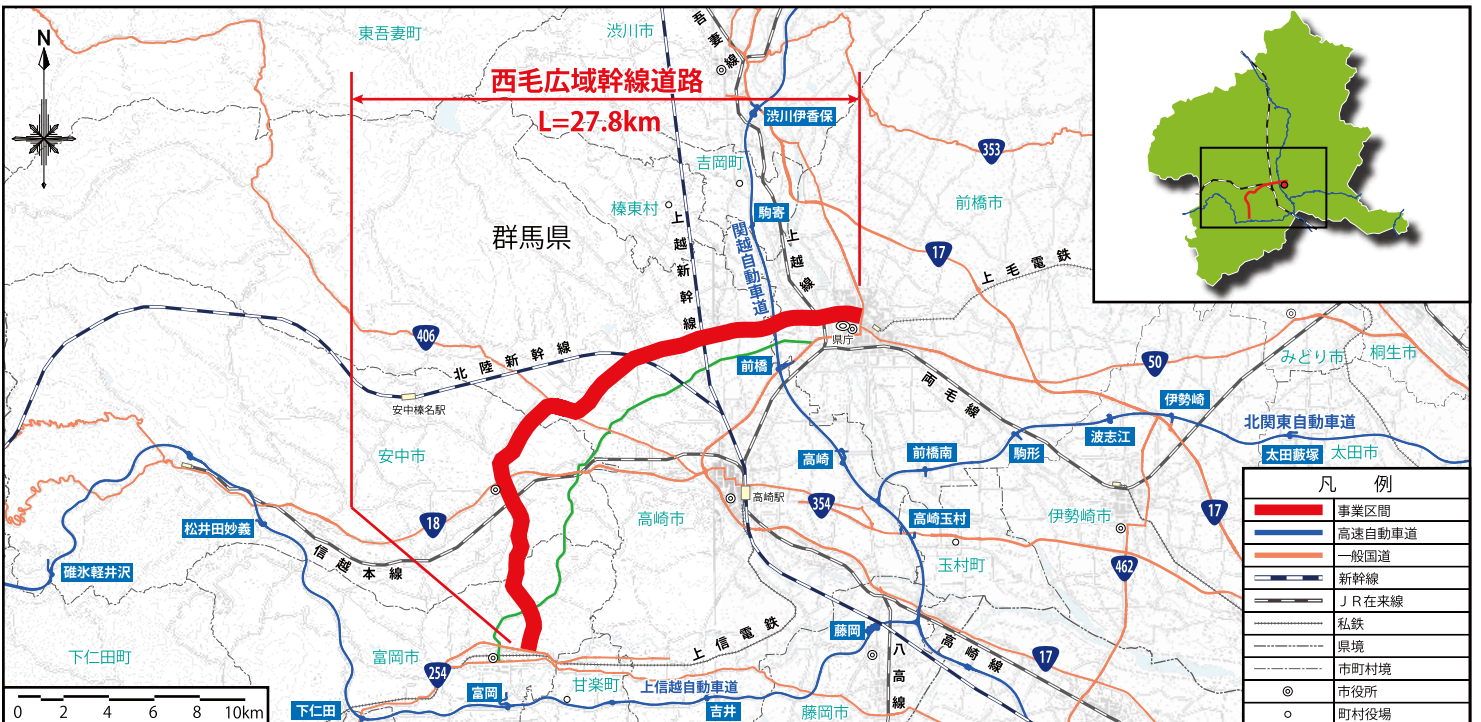 N
東吾妻町
渋川市
吾妻線
西毛広域幹線道路
L=27.8km
渋川伊香保
353
吉岡町
榛東村
駒寄
前橋市
群馬県
上越新幹線
関越自動車道
上越線
17
上毛電鉄
406
県庁
北陸新幹線
前橋
50
みどり市
桐生市
安中榛名駅
両毛線
伊勢崎
波志江
北関東自動車道
太田藪塚
太田市
安中市
高崎
前橋南
駒形
高崎駅
354
高崎市
18
高崎玉村
伊勢崎市
17
松井田妙義
信越本線
碓氷軽井沢
玉村町
462
藤岡
上信電鉄
八高線
高崎線
17
下仁田町
富岡市
254
富岡
甘楽町
上信越自動車道
吉井
下仁田
藤岡市
0 2 4 6 8 10km
凡 例
事業区間
高速自動車道
一般国道
新幹線
JR在来線
私鉄
県境
市町村境
市役所
町村役場